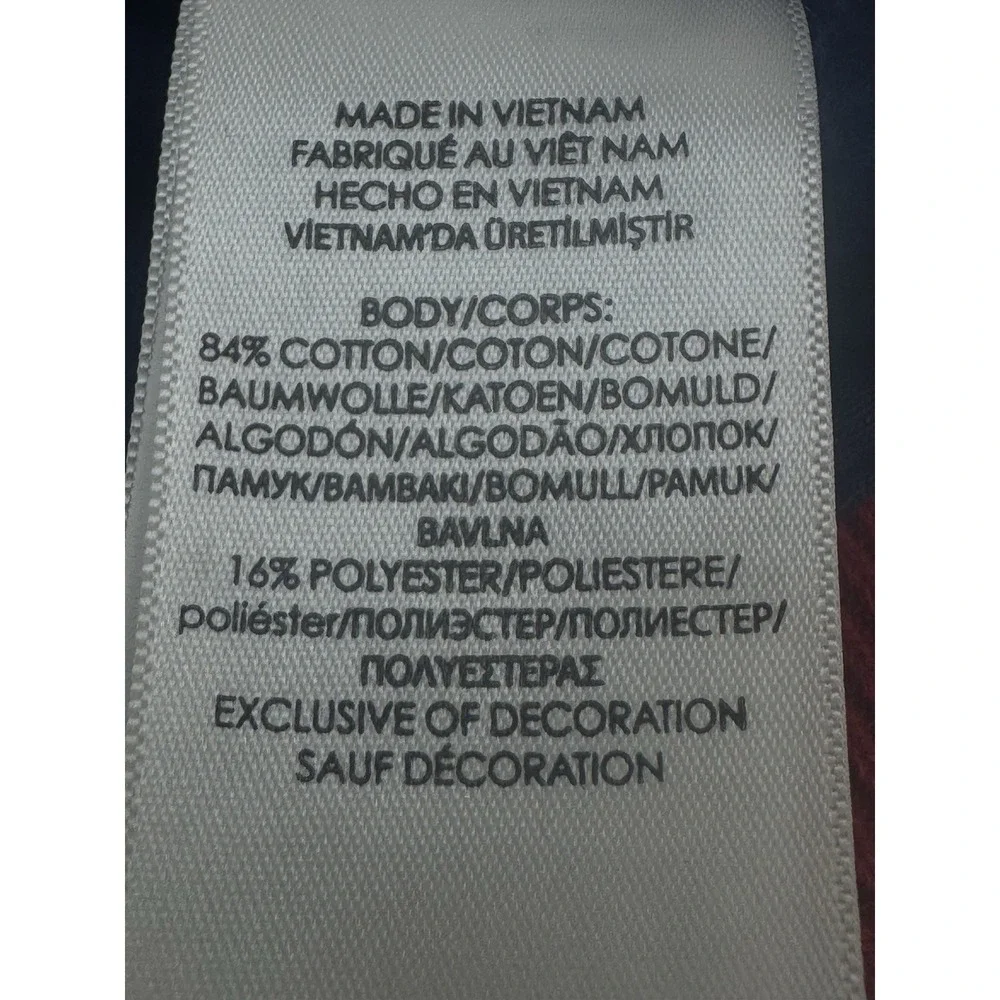 MADE IN VIETNAM
FABRIQUÉ AU VIÊT NAM
HECHO EN VIETNAM
VİETNAM'DA ÜRETİLMİŞTİR
BODY/CORPS:
84% COTTON/COTON/COTONE/
BAUMWOLLE/KATOEN/BOMULD/
ALGODÓN/ALGODÃO/ХЛОПОК/
ПАМУК/BAMBAKI/BOMULL/PAMUK/
BAVLNA
16% POLYESTER/POLIESTERE/
poliéster/ПОЛИЭСТЕР/ПОЛИЕСТЕР/
ΠΟΛΥΕΣΤΕΡΑΣ
EXCLUSIVE OF DECORATION
SAUF DÉCORATION